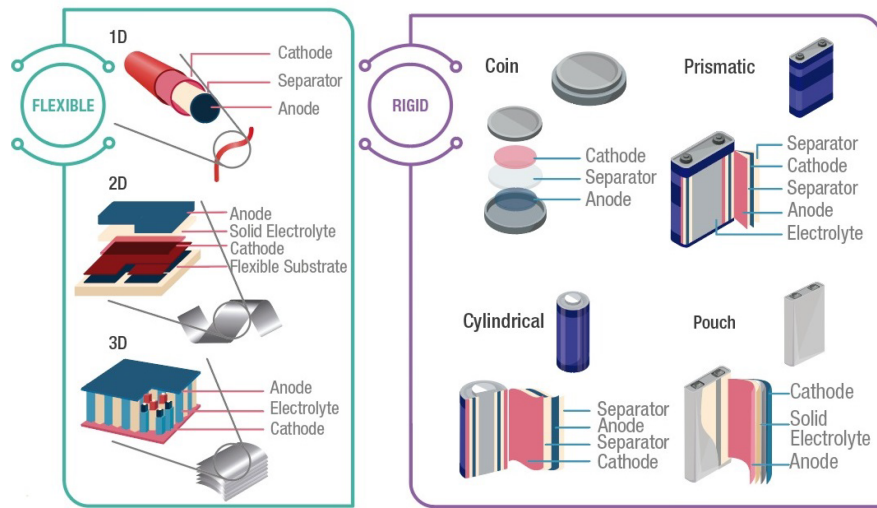 FLEXIBLE
1D
Cathode
Separator
Anode
2D
Anode
Solid Electrolyte
Cathode
Flexible Substrate
3D
Anode
Electrolyte
Cathode
RIGID
Coin
Cathode
Separator
Anode
Prismatic
Separator
Cathode
Separator
Anode
Electrolyte
Cylindrical
Separator
Anode
Separator
Cathode
Pouch
Cathode
Solid
Electrolyte
Anode